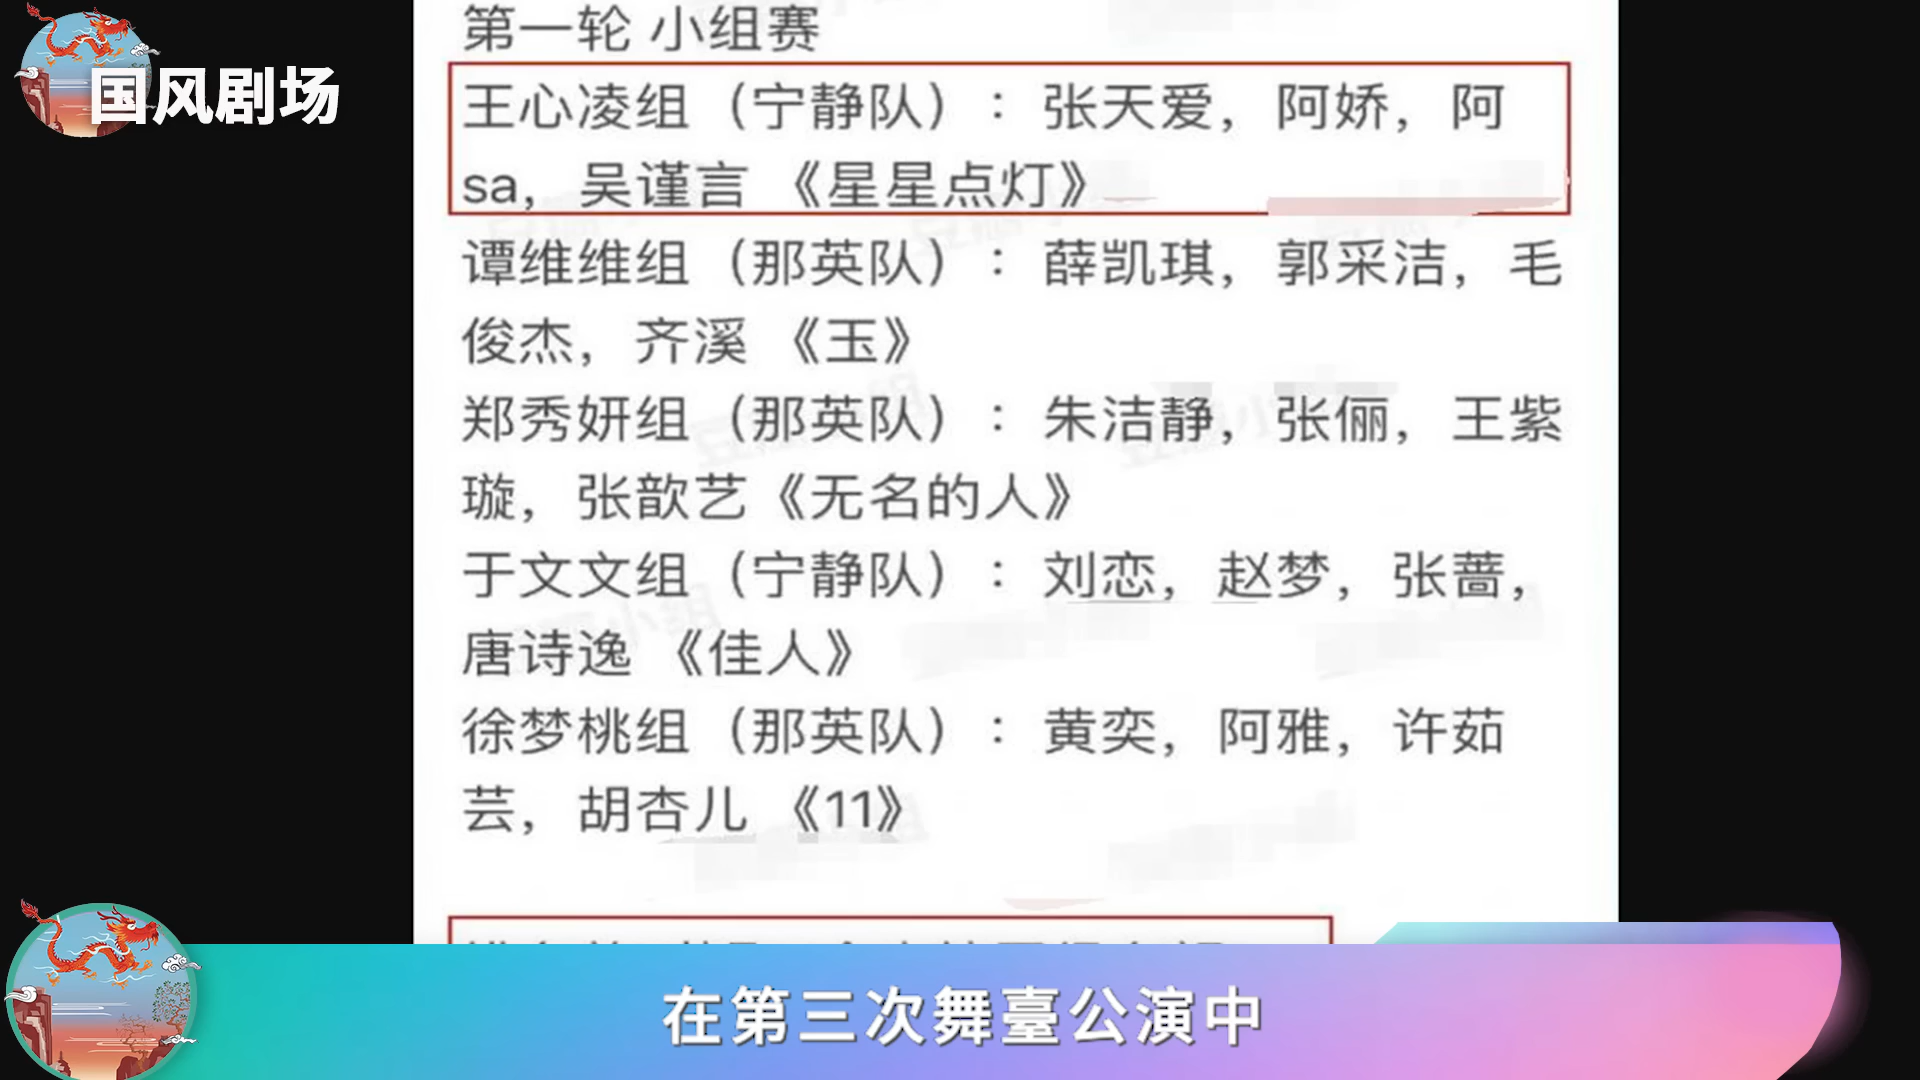 国风剧场
第一轮 小组赛
王心凌组（宁静队）：张天爱，阿娇，阿
sa，吴谨言 《星星点灯》
谭维维组（那英队）：薛凯琪，郭采洁，毛
俊杰，齐溪 《玉》
郑秀妍组（那英队）：朱洁静，张俪，王紫
璇，张歆艺《无名的人》
于文文组（宁静队）：刘恋，赵梦，张蔷，
唐诗逸 《佳人》
徐梦桃组（那英队）：黄奕，阿雅，许茹
芸，胡杏儿 《11》
在第三次舞臺公演中